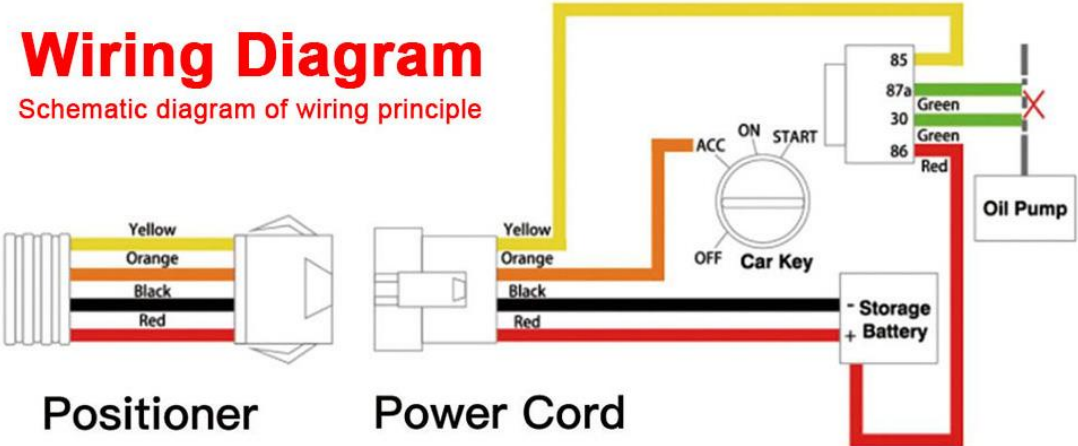 Wiring Diagram
Schematic diagram of wiring principle
85
87a
Green
30
Green
86
Red
ACC
ON
START
OFF
Car Key
Oil Pump
Yellow
Orange
Black
Red
Yellow
Orange
Black
Red
- Storage
+ Battery
Positioner
Power Cord